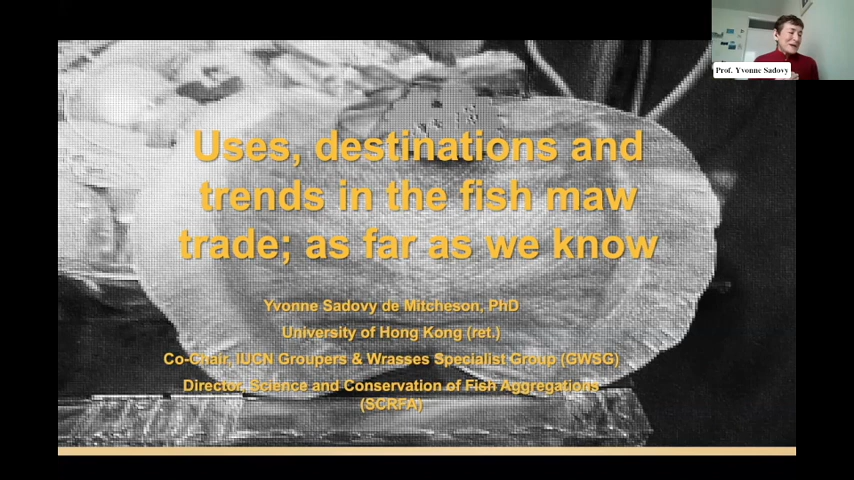 Prof. Yvonne Sadovy
Uses, destinations and
trends in the fish maw
trade; as far as we know
Yvonne Sadovy de Mitcheson, PhD
University of Hong Kong (ret.)
Co-Chair, IUCN Groupers & Wrasses Specialist Group (GWSG)
Director, Science and Conservation of Fish Aggregations
(SCRFA)